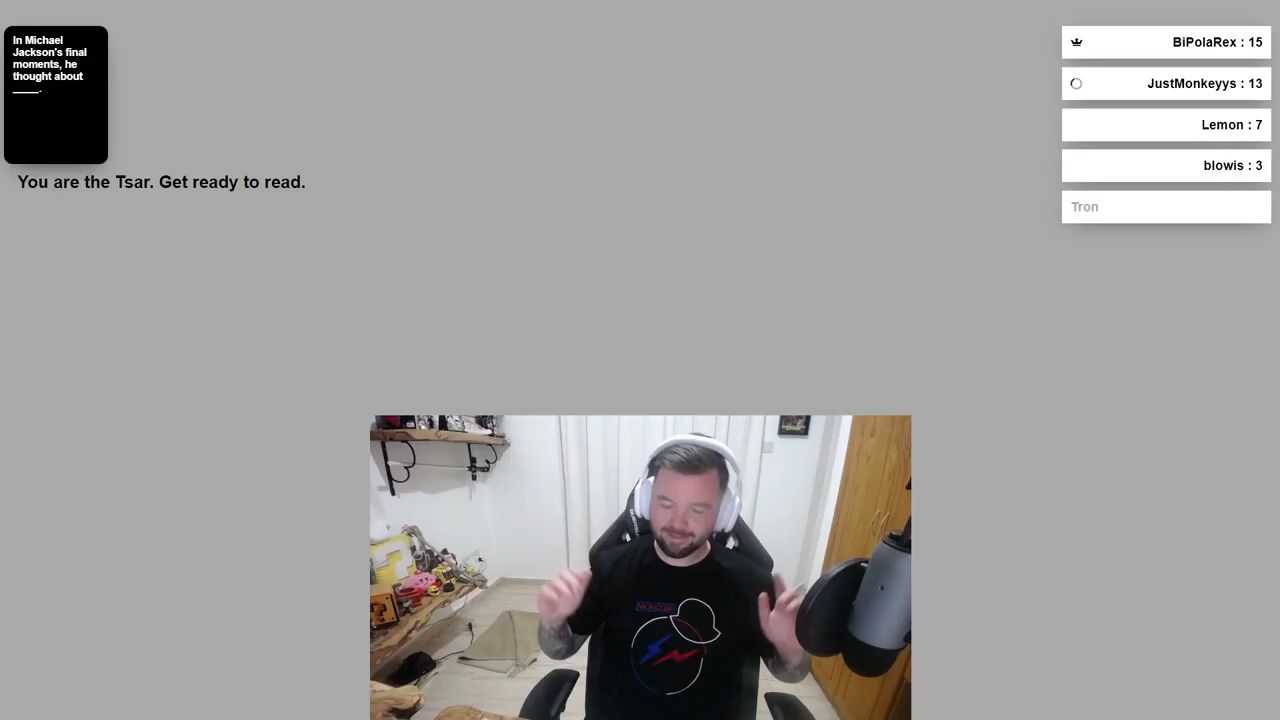 In Michael
Jackson's final
moments, he
thought about
_____.
You are the Tsar. Get ready to read.
BiPolaRex : 15
JustMonkeyys : 13
Lemon : 7
blowis : 3
Tron
MONCLER